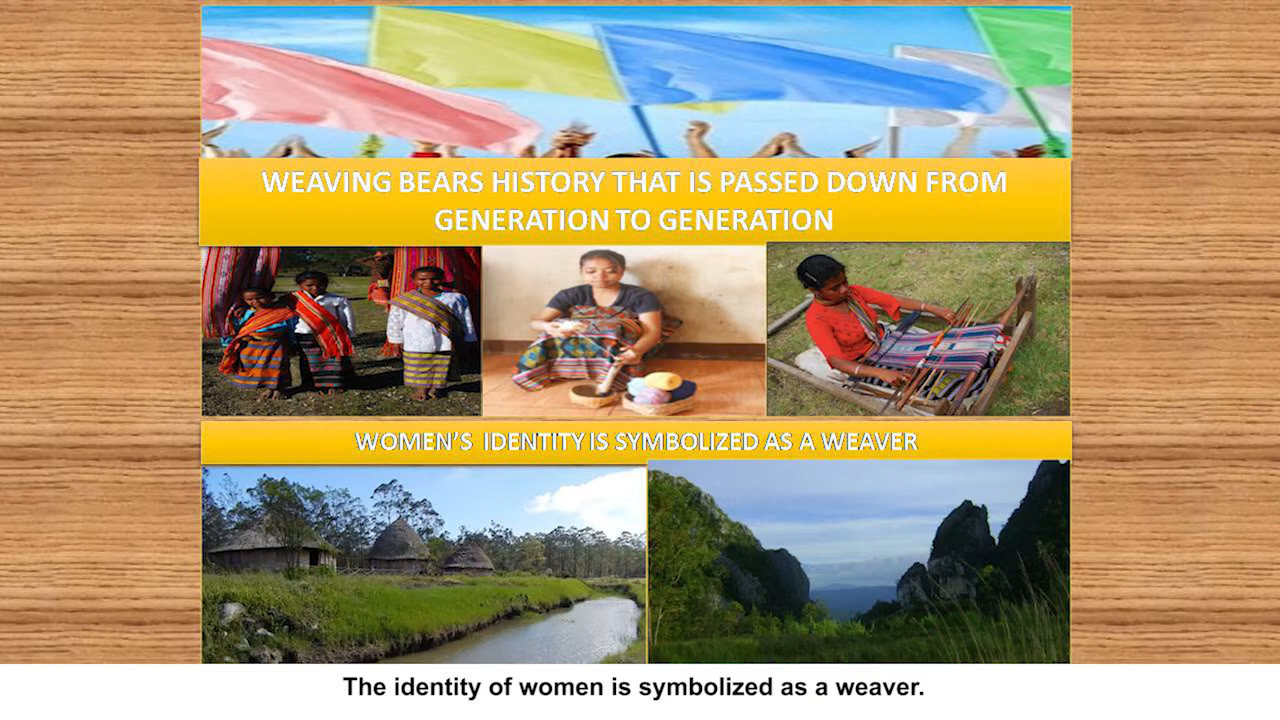 WEAVING BEARS HISTORY THAT IS PASSED DOWN FROM
GENERATION TO GENERATION
WOMEN’S IDENTITY IS SYMBOLIZED AS A WEAVER
The identity of women is symbolized as a weaver.